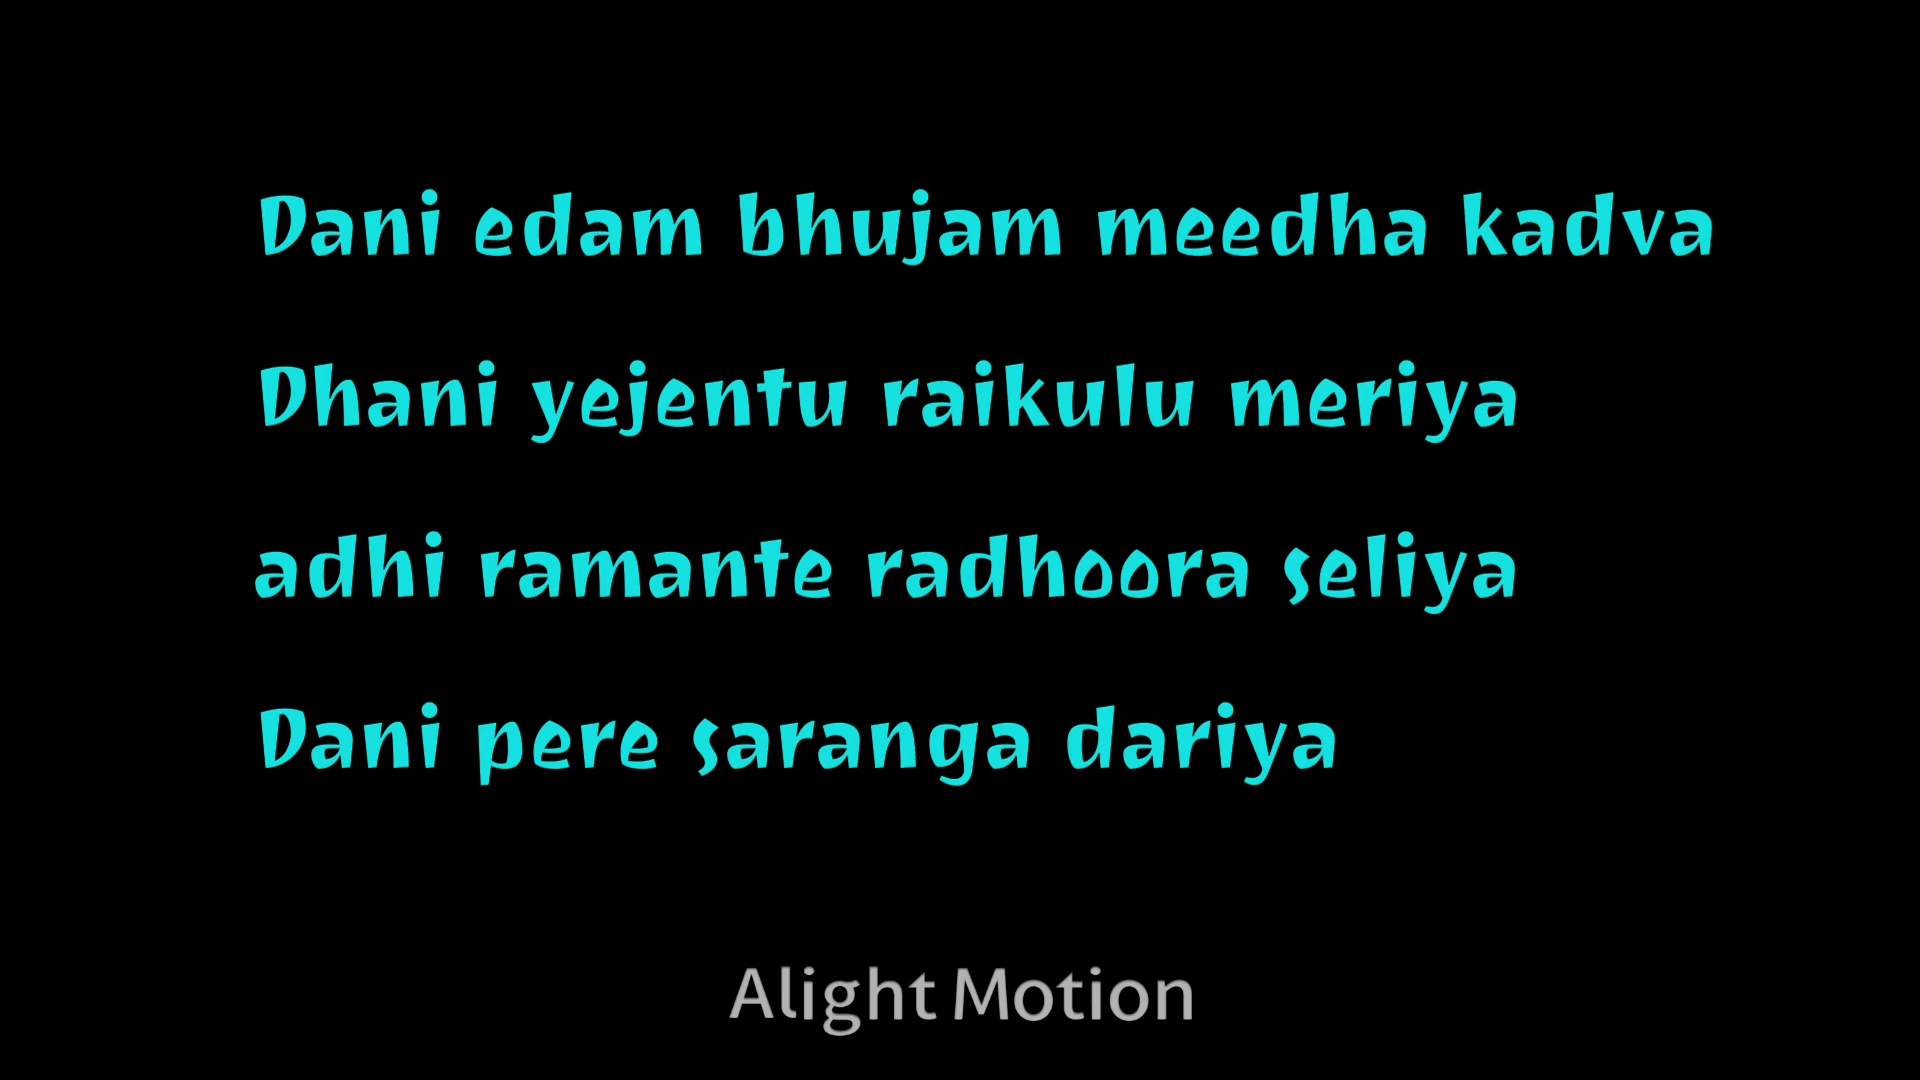 Dani edam bhujam meedha kadva
Dhani yejentu raikulu meriya
adhi ramante radhoora seliya
Dani pere saranga dariya
Alight Motion